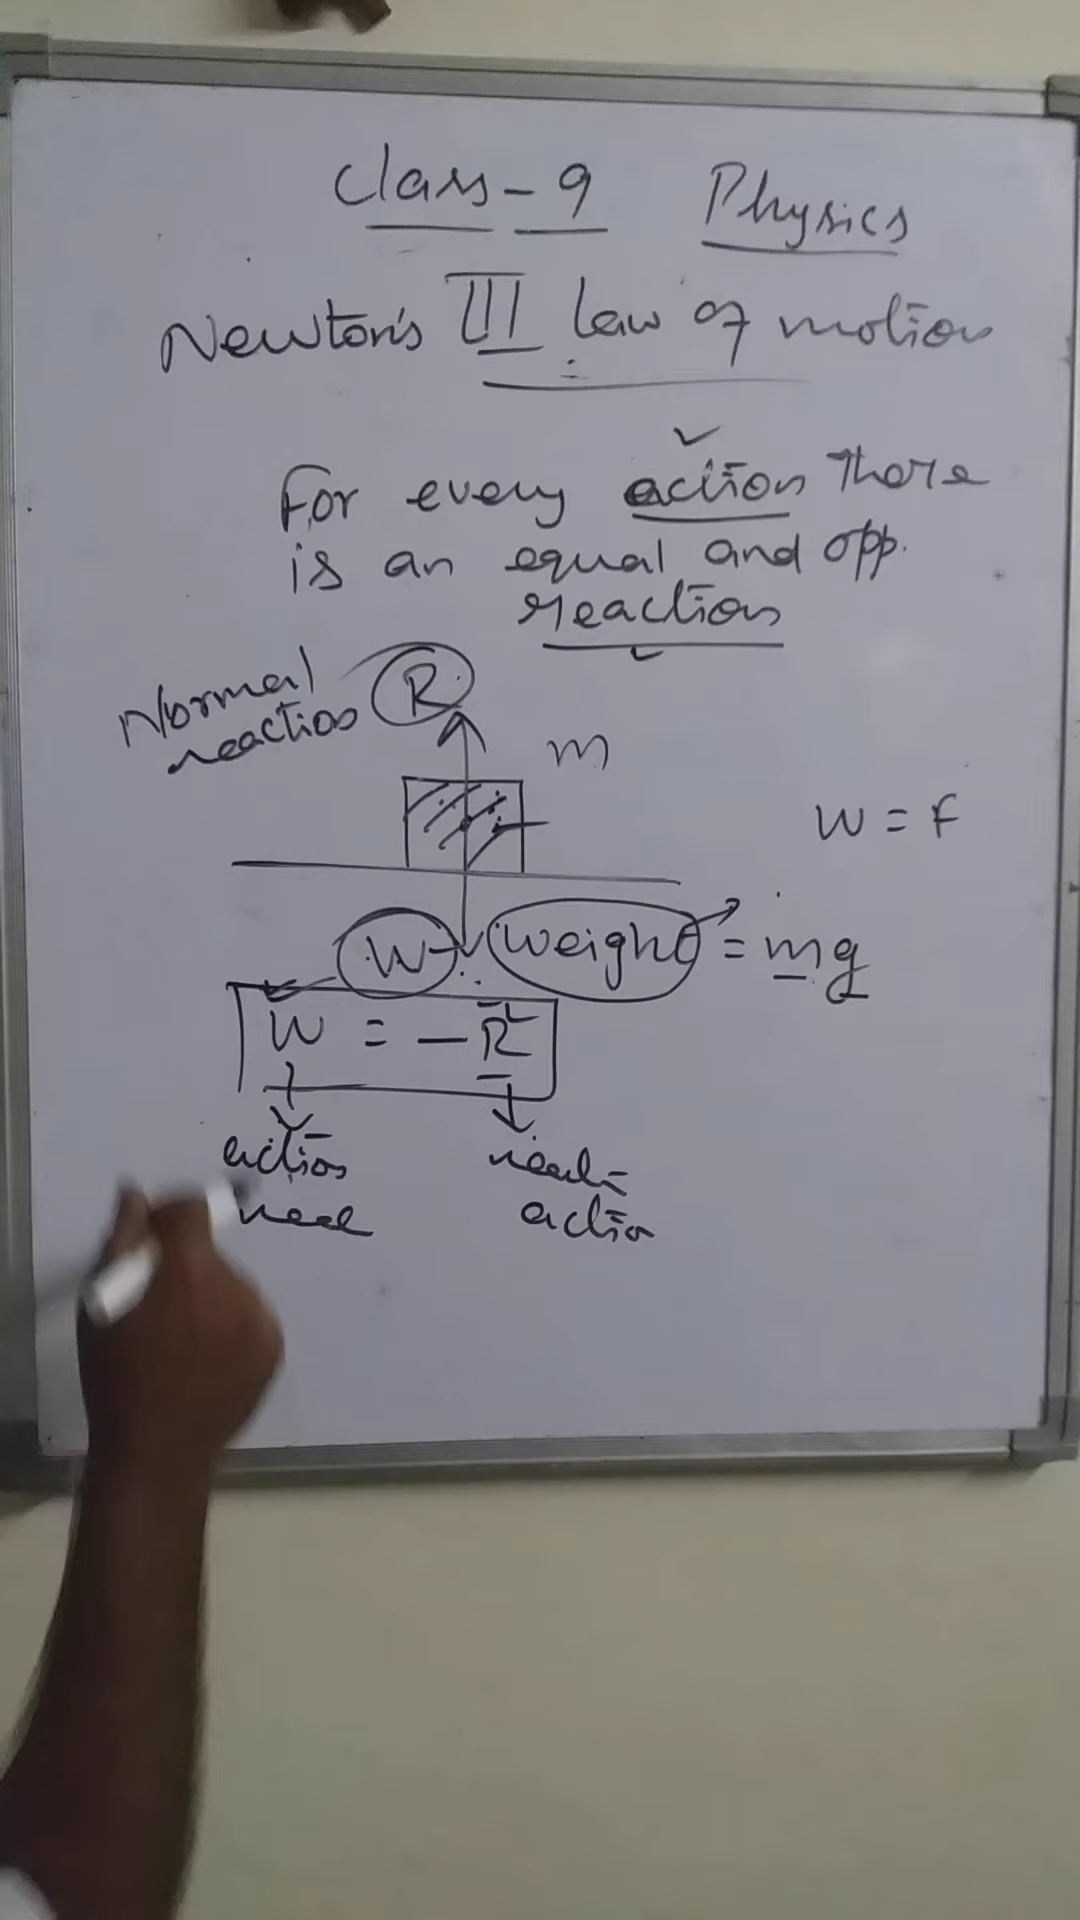 Class - 9 Physics
Newton's III law of motion
For every action there
is an equal and opp.
reaction
Normal
reaction R
m
W = F
W Weight = mg
W = - R
action
action